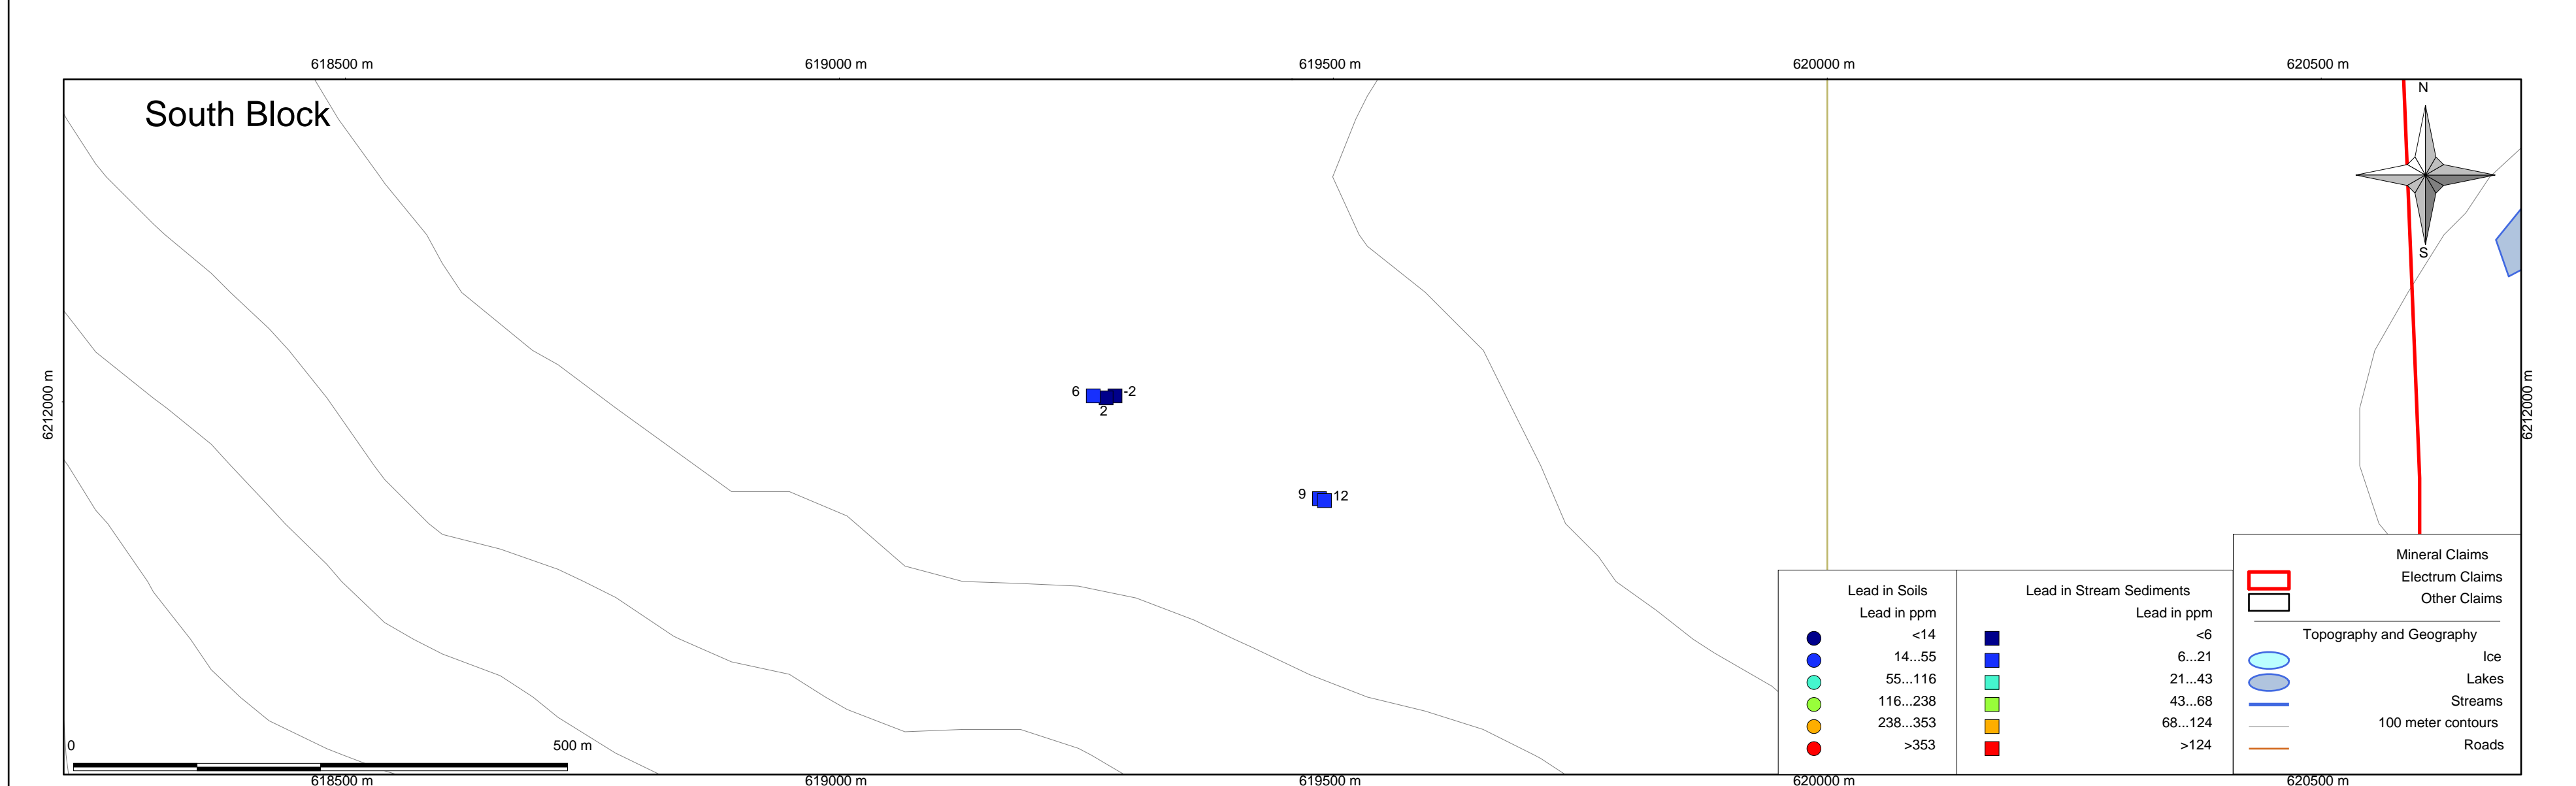 618500 m
619000 m
619500 m
620000 m
620500 m
South Block
N
S
6212000 m
6212000 m
6
-2
2
9
12
Lead in Soils
Lead in ppm
<14
14...55
55...116
116...238
238...353
>353
Lead in Stream Sediments
Lead in ppm
<6
6...21
21...43
43...68
68...124
>124
Mineral Claims
Electrum Claims
Other Claims
Topography and Geography
Ice
Lakes
Streams
100 meter contours
Roads
0
500 m
618500 m
619000 m
619500 m
620000 m
620500 m